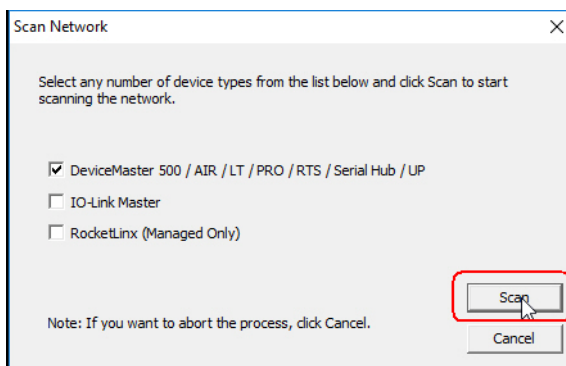 Scan Network
Select any number of device types from the list below and click Scan to start
scanning the network.
DeviceMaster 500 / AIR / LT / PRO / RTS / Serial Hub / UP
IO-Link Master
RocketLinx (Managed Only)
Scan
Note: If you want to abort the process, click Cancel.
Cancel